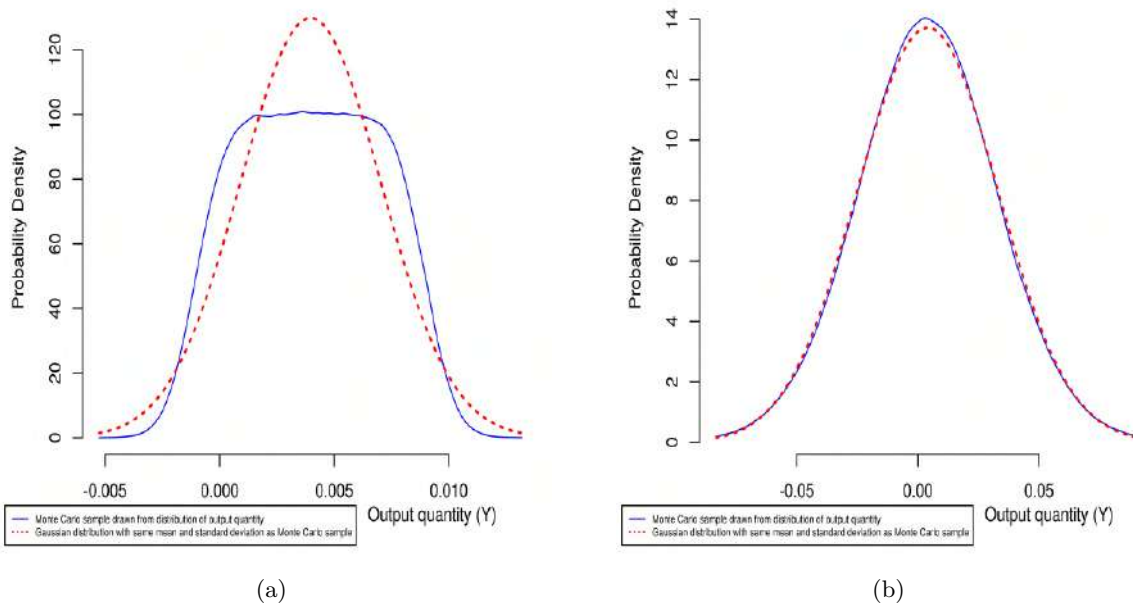 Probability Density
0 20 40 60 80 100 120
-0.005 0.000 0.005 0.010
Output quantity (Y)
Monte Carlo sample drawn from distribution of output quantity
Gaussian distribution with same mean and standard deviation as Monte Carlo sample
(a)
Probability Density
0 2 4 6 8 10 12 14
-0.05 0.00 0.05
Output quantity (Y)
Monte Carlo sample drawn from distribution of output quantity
Gaussian distribution with same mean and standard deviation as Monte Carlo sample
(b)